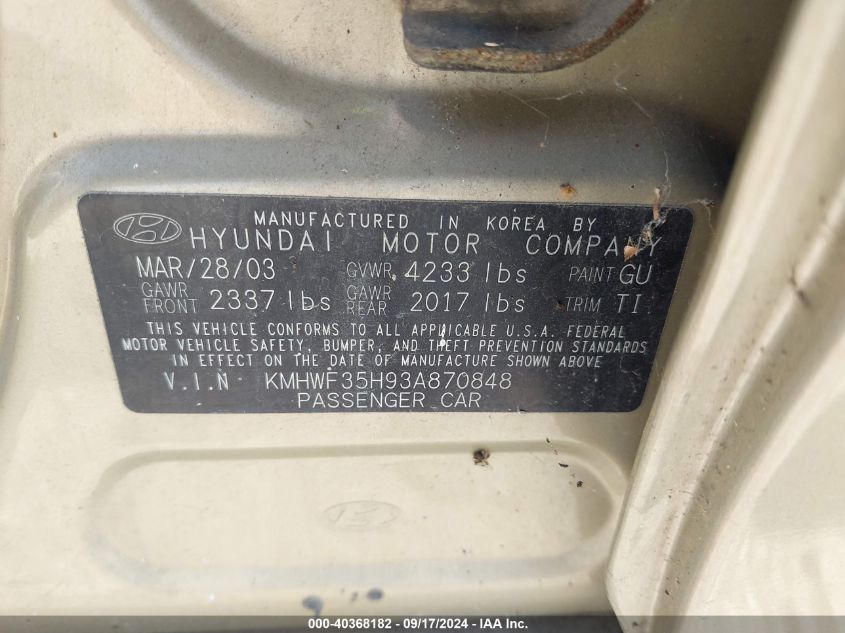 MANUFACTURED IN KOREA BY
HYUNDAI MOTOR COMPANY
MAR/28/03 GVWR 4233 lbs PAINT GU
GAWR FRONT 2337 lbs GAWR REAR 2017 lbs TRIM TI
THIS VEHICLE CONFORMS TO ALL APPLICABLE U.S.A. FEDERAL
MOTOR VEHICLE SAFETY, BUMPER, AND THEFT PREVENTION STANDARDS
IN EFFECT ON THE DATE OF MANUFACTURE SHOWN ABOVE
V.I.N KMHWF35H93A870848
PASSENGER CAR
000-40368182 - 09/17/2024 - IAA Inc.